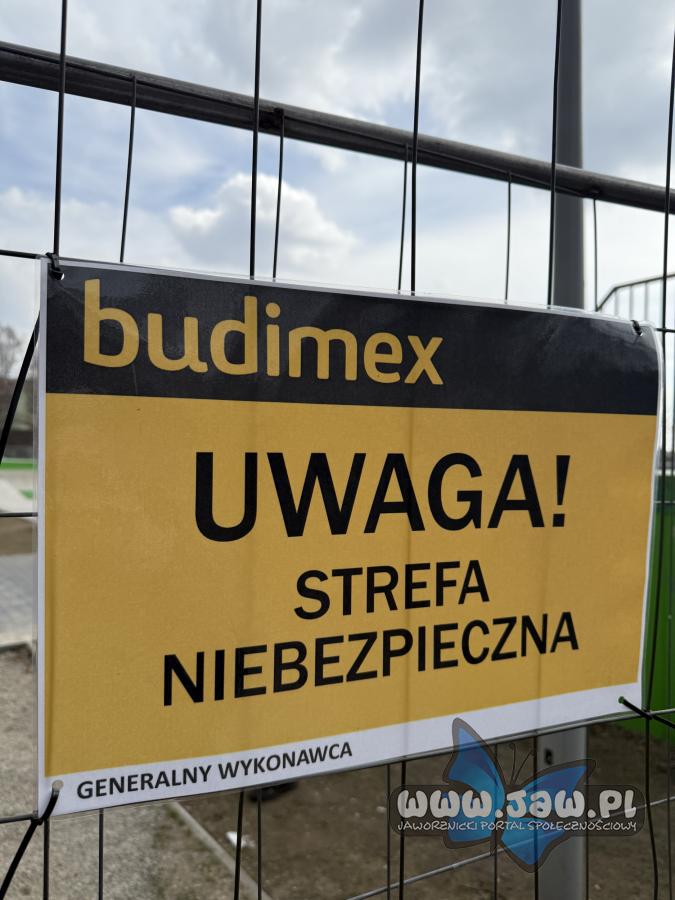 budimex
UWAGA!
STREFA
NIEBEZPIECZNA
GENERALNY WYKONAWCA
www.jaw.pl
JAWORZNICKI PORTAL SPOŁECZNOŚCIOWY